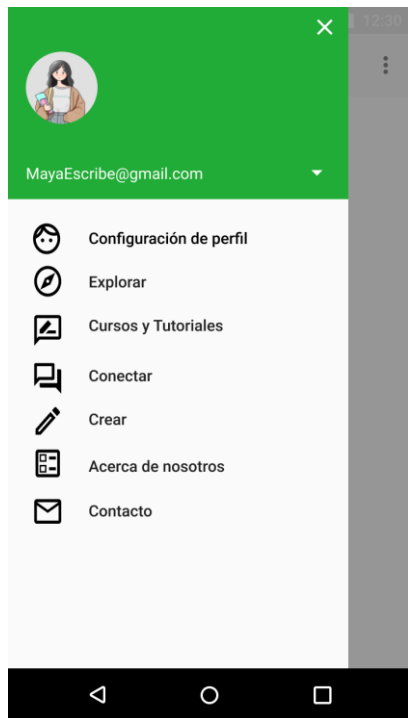 12:30
MayaEscribe@gmail.com
Configuración de perfil
Explorar
Cursos y Tutoriales
Conectar
Crear
Acerca de nosotros
Contacto